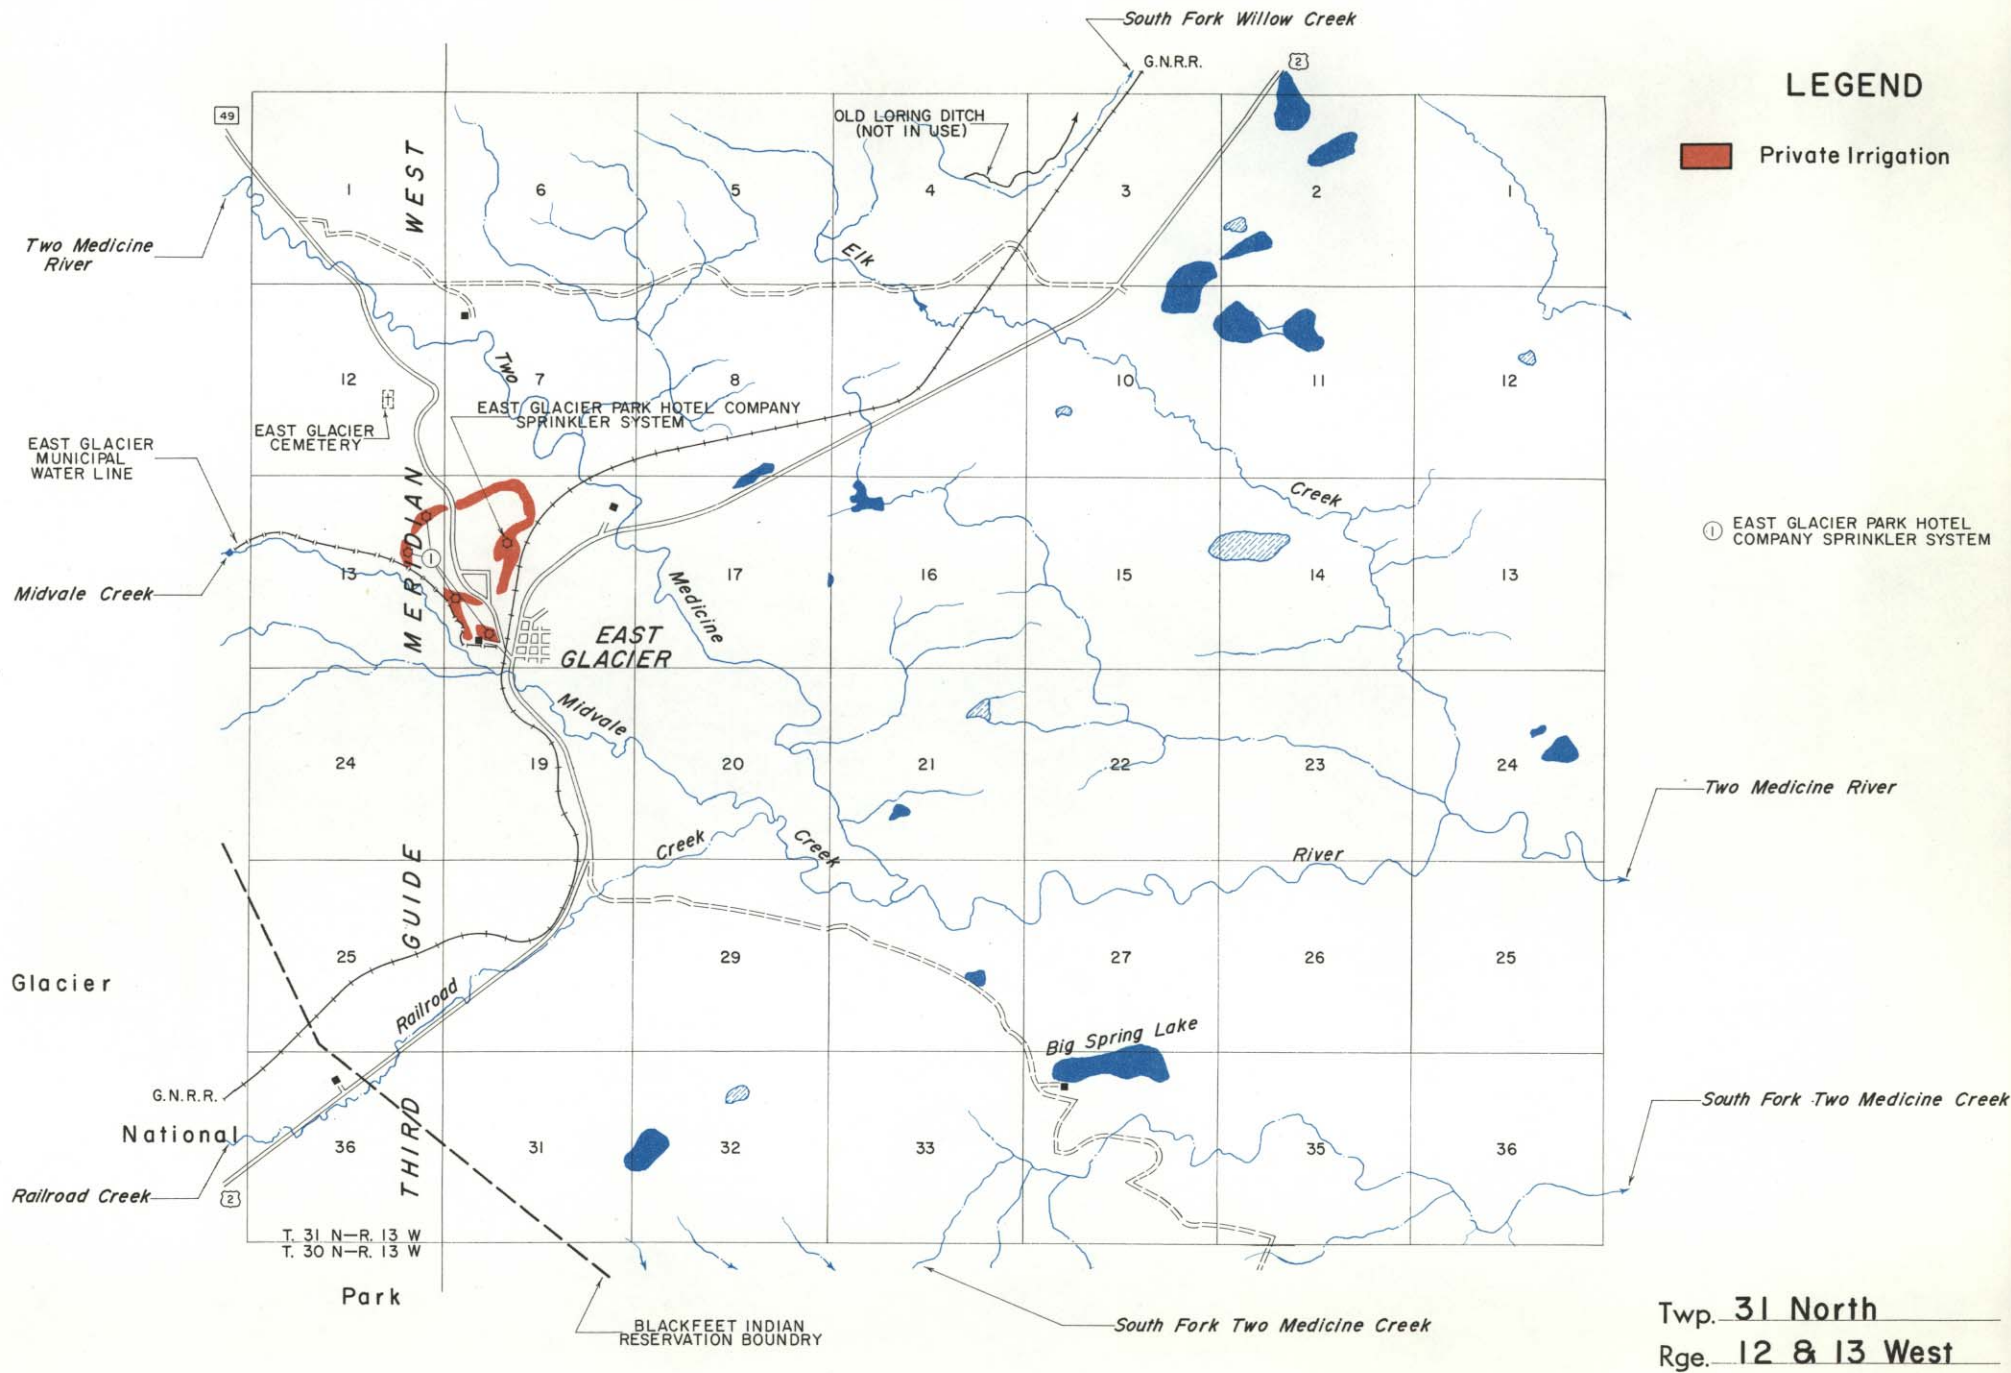 South Fork Willow Creek
G.N.R.R.
2
LEGEND
49
OLD LORING DITCH
(NOT IN USE)
Private Irrigation
WEST
1
6
5
4
3
2
1
Two Medicine
River
Elk
12
Two
7
8
10
11
12
EAST GLACIER PARK HOTEL COMPANY
SPRINKLER SYSTEM
EAST GLACIER
CEMETERY
EAST GLACIER
MUNICIPAL
WATER LINE
MERIDIAN
Creek
1 EAST GLACIER PARK HOTEL
COMPANY SPRINKLER SYSTEM
1
13
17
16
15
14
13
Midvale Creek
Medicine
EAST
GLACIER
Midvale
24
19
20
21
22
23
24
Two Medicine River
Creek
Creek
River
GUIDE
25
29
27
26
25
Glacier
Railroad
Big Spring Lake
G.N.R.R.
THIRD
South Fork Two Medicine Creek
National
36
31
32
33
35
36
Railroad Creek
2
T. 31 N-R. 13 W
T. 30 N-R. 13 W
Park
BLACKFEET INDIAN
RESERVATION BOUNDRY
South Fork Two Medicine Creek
Twp. 31 North
Rge. 12 & 13 West